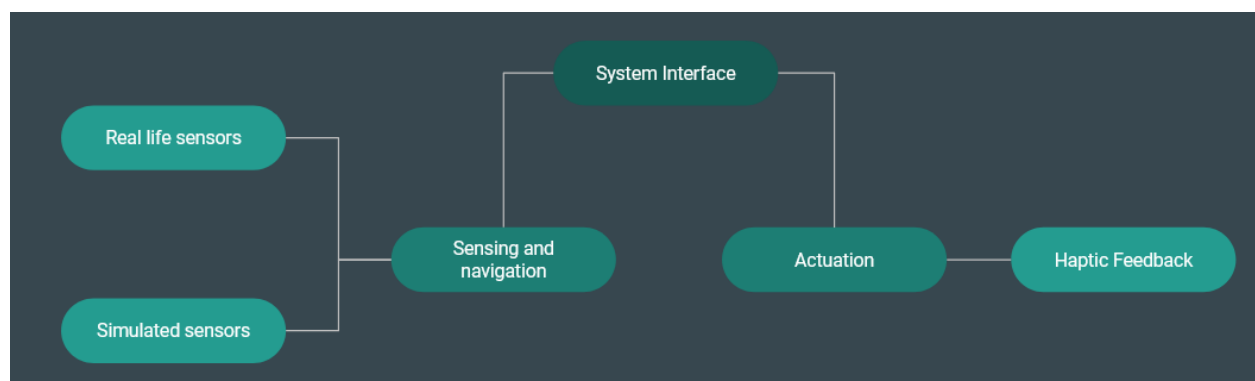 System Interface
Real life sensors
Sensing and
navigation
Actuation
Haptic Feedback
Simulated sensors